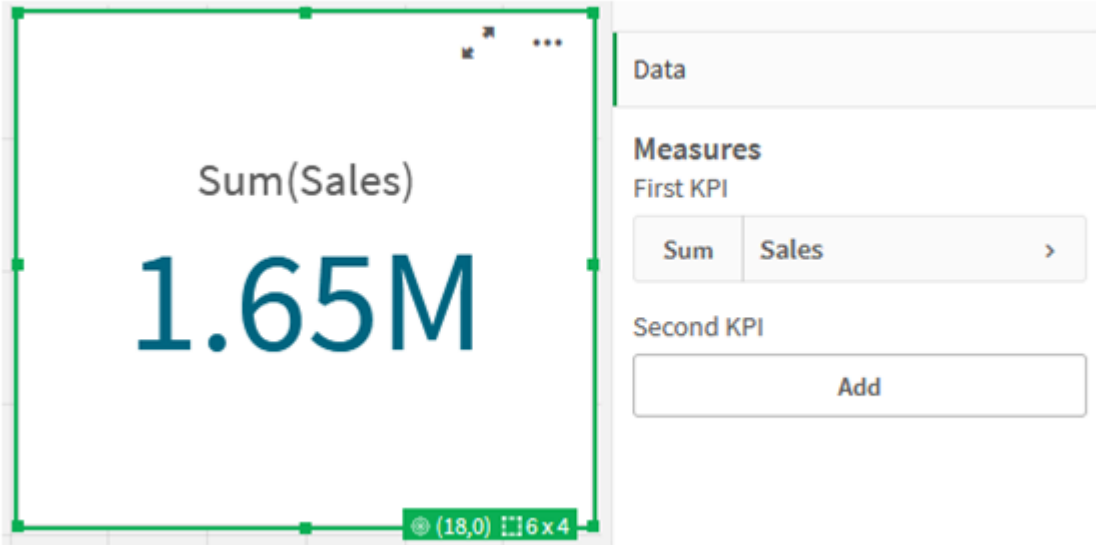 Sum(Sales)
1.65M
(18,0) 6 x 4
Data
Measures
First KPI
Sum Sales
Second KPI
Add